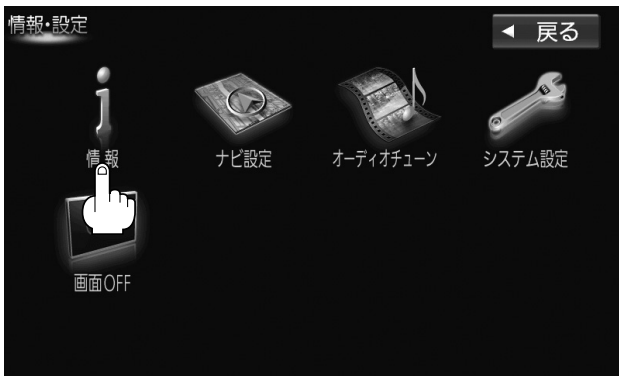 情報・設定
戻る
情報
ナビ設定
オーディオチューン
システム設定
画面OFF